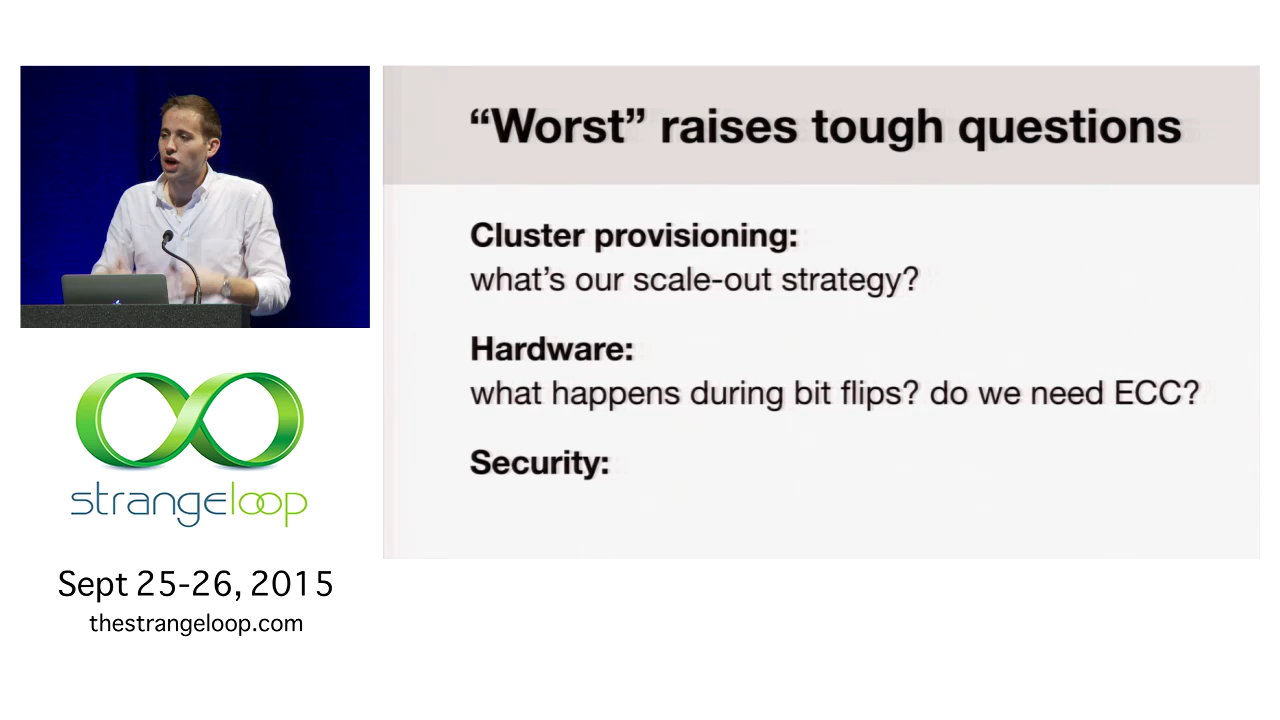 “Worst” raises tough questions
Cluster provisioning:
what’s our scale-out strategy?
Hardware:
what happens during bit flips? do we need ECC?
Security:
strangeloop
Sept 25-26, 2015
thestrangeloop.com